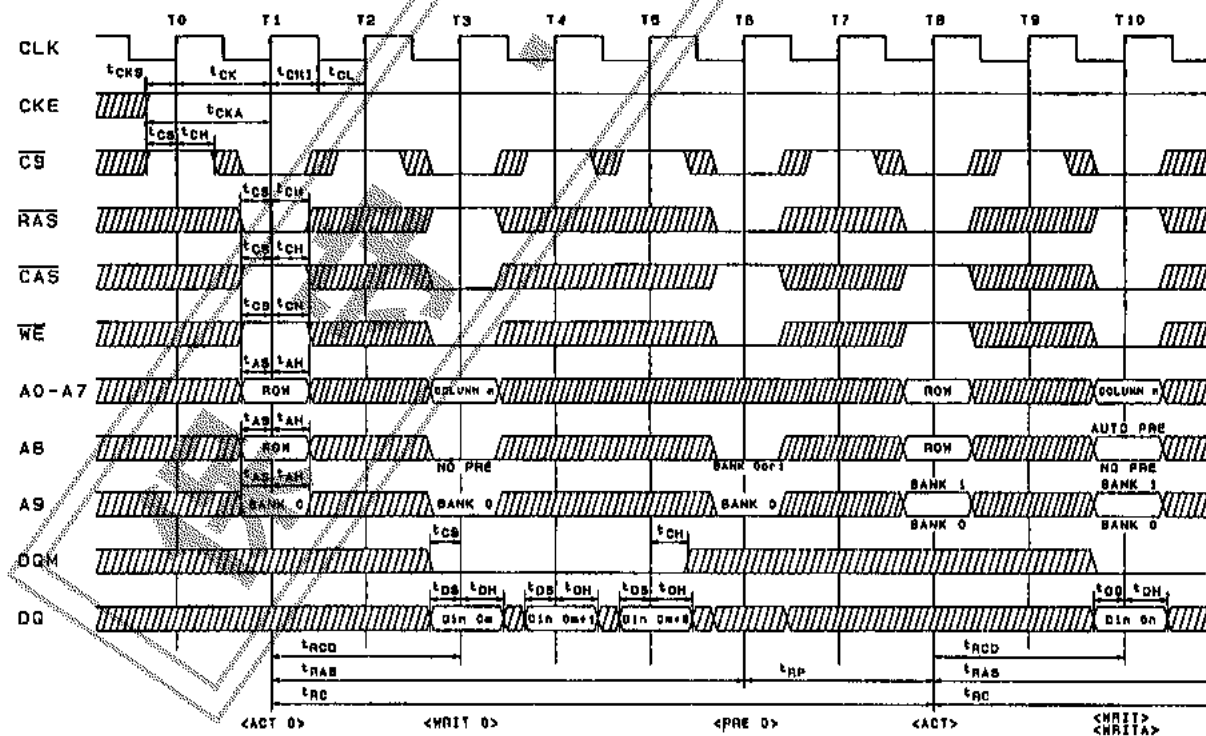 T0 T1 T2 T3 T4 T5 T6 T7 T8 T9 T10
CLK
tCKS tCK tCHI tCL
CKE
tCKA
tCS tCH
CS
tCS tCH
RAS
tCS tCH
CAS
tCS tCH
WE
tAS tAH
A0-A7 ROW COLUMN m ROW COLUMN n
tAS tAH AUTO PRE
A8 ROW ROW
NO PRE BANK 0or1 NO PRE
tAS tAH BANK 1 BANK 1
A9 BANK 0 BANK 0 BANK 0
BANK 0 BANK 0
tCS tCH
DQM
tDS tDH tDS tDH tDS tDH tDS tDH
DQ Din 0m Din 0m+1 Din Din 0n
tRCD tRCD
tRAS tRP tRAS
tRC tRC
<ACT 0> <WRIT 0> <PRE 0> <ACT> <WRIT>
<WRITA>